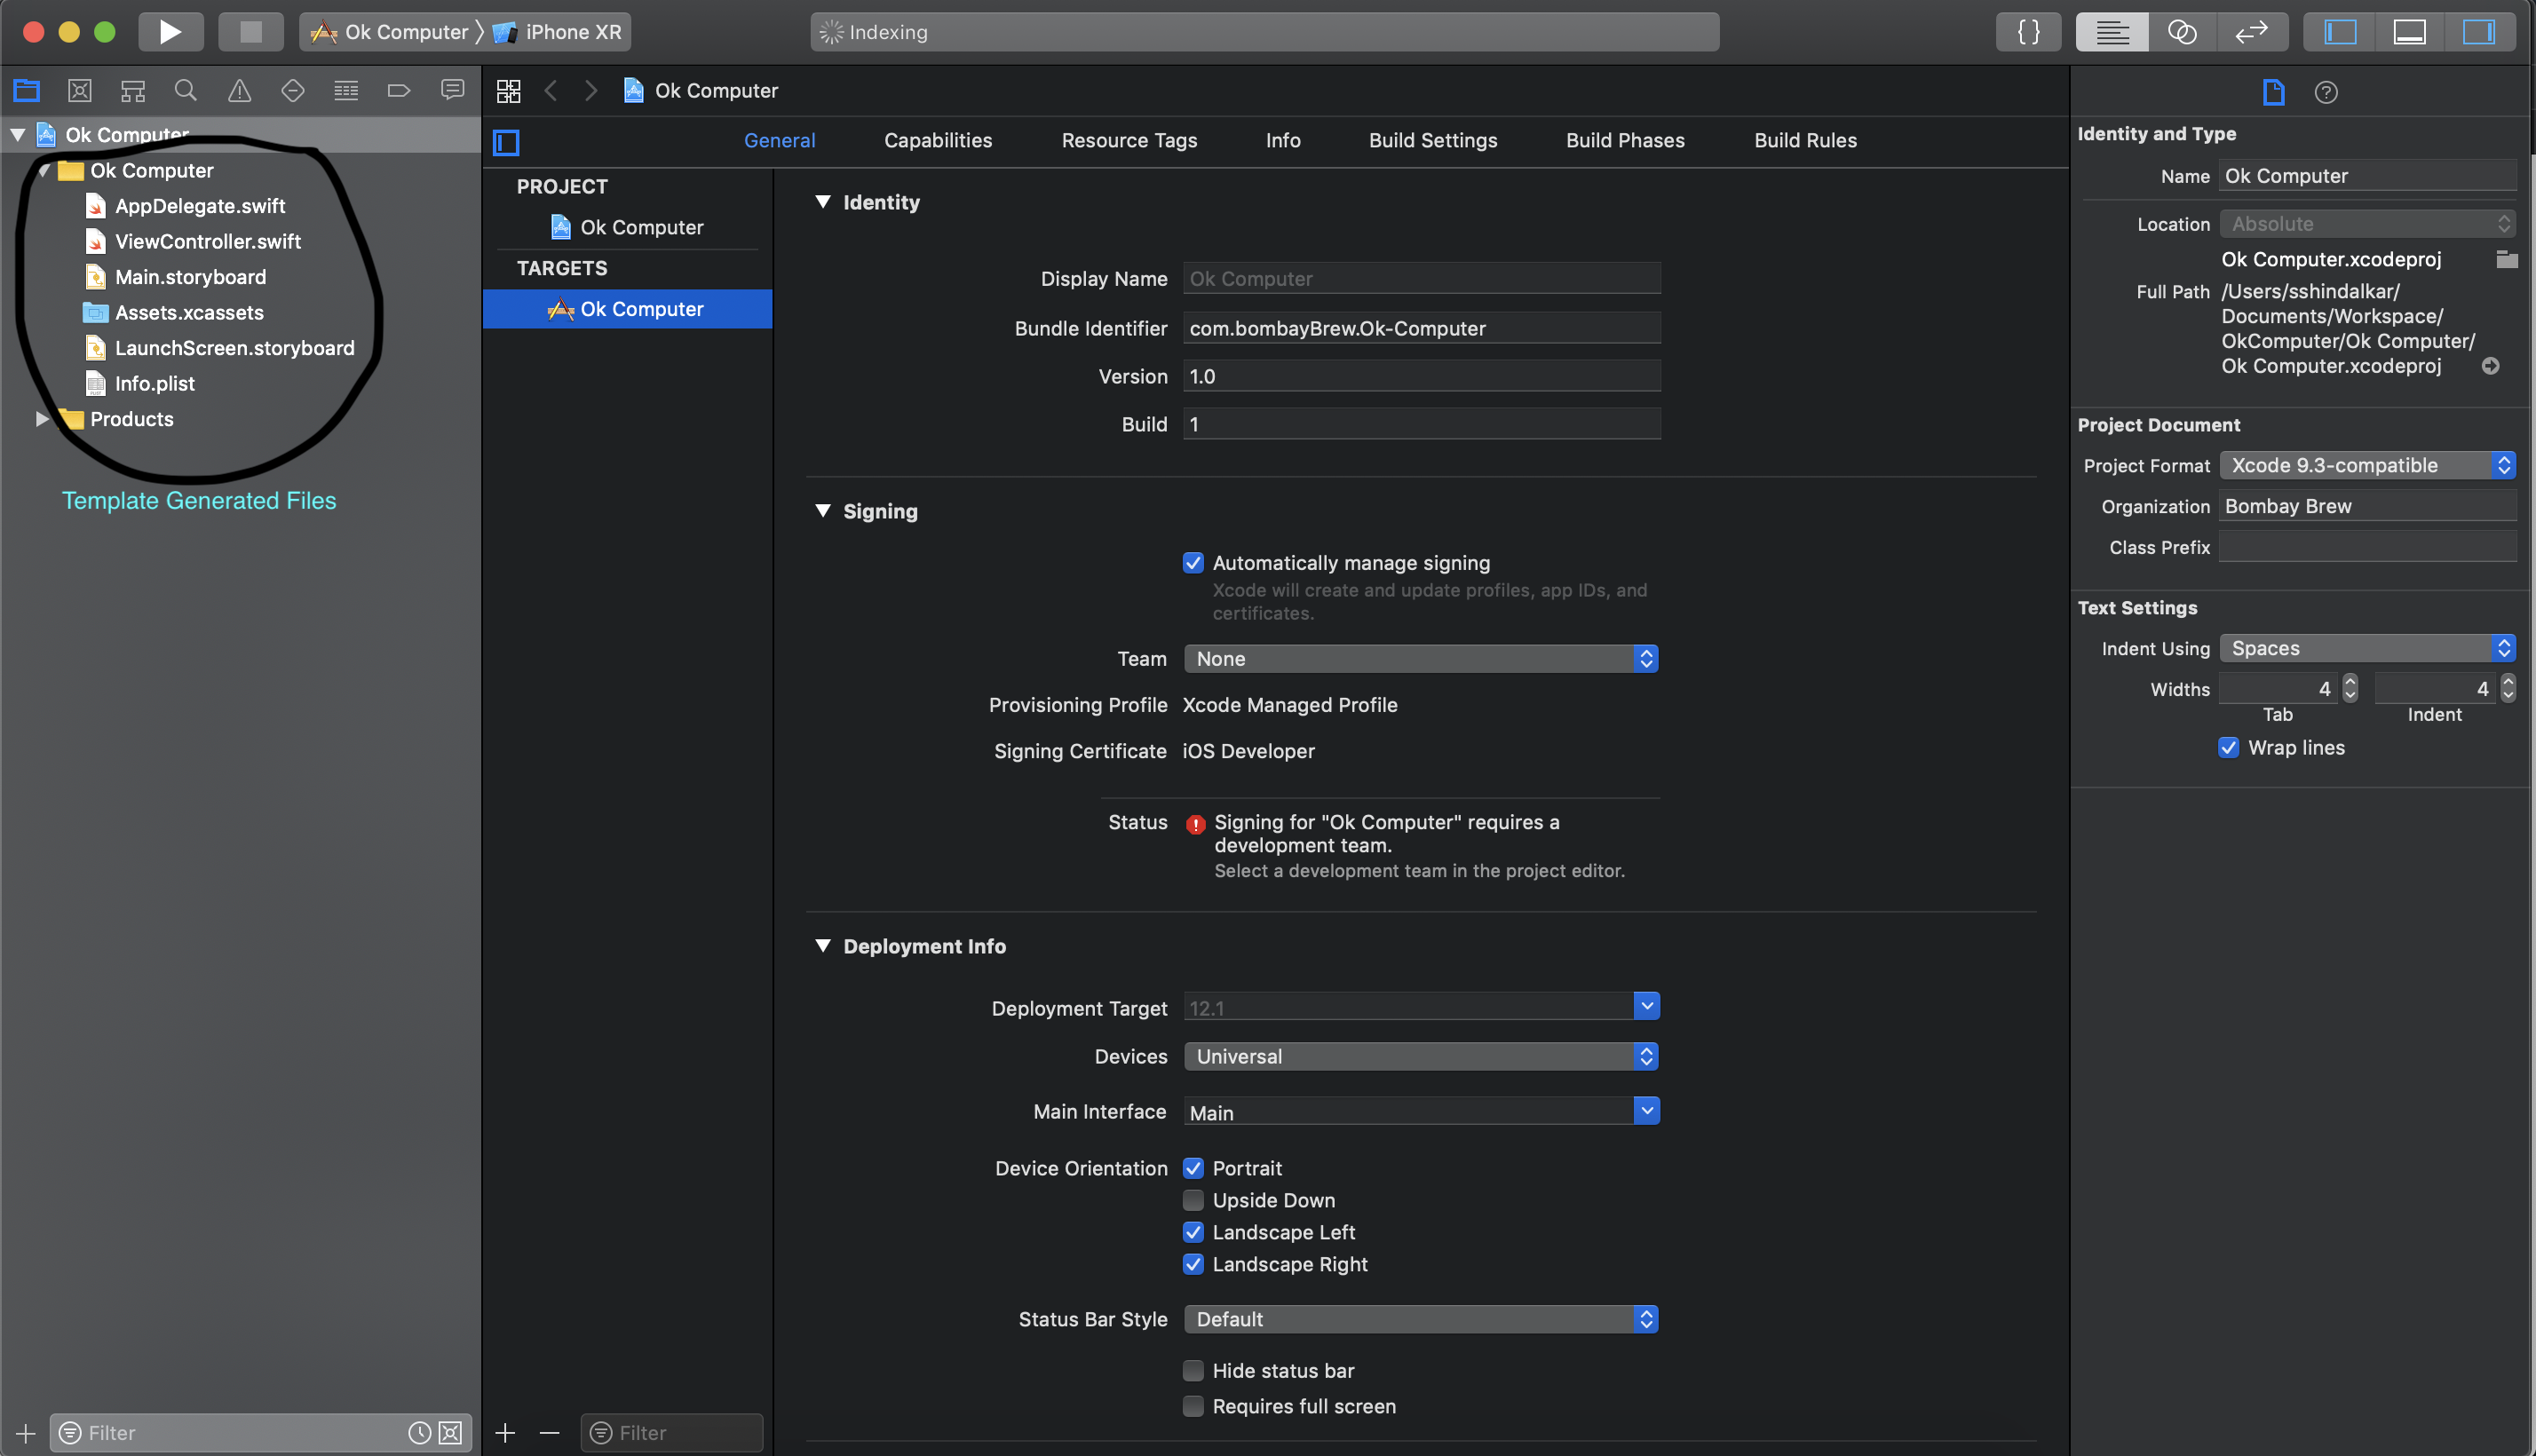 Ok Computer
iPhone XR
Indexing
{ }
Ok Computer
Ok Computer
AppDelegate.swift
ViewController.swift
Main.storyboard
Assets.xcassets
LaunchScreen.storyboard
Info.plist
Products
Template Generated Files
Filter
Ok Computer
General Capabilities Resource Tags Info Build Settings Build Phases Build Rules
PROJECT
Ok Computer
TARGETS
Ok Computer
Filter
Identity
Display Name Ok Computer
Bundle Identifier com.bombayBrew.Ok-Computer
Version 1.0
Build 1
Signing
Automatically manage signing
Xcode will create and update profiles, app IDs, and
certificates.
Team None
Provisioning Profile Xcode Managed Profile
Signing Certificate iOS Developer
Status Signing for "Ok Computer" requires a
development team.
Select a development team in the project editor.
Deployment Info
Deployment Target 12.1
Devices Universal
Main Interface Main
Device Orientation Portrait
Upside Down
Landscape Left
Landscape Right
Status Bar Style Default
Hide status bar
Requires full screen
Identity and Type
Name Ok Computer
Location Absolute
Ok Computer.xcodeproj
Full Path /Users/sshindalkar/
Documents/Workspace/
OkComputer/Ok Computer/
Ok Computer.xcodeproj
Project Document
Project Format Xcode 9.3-compatible
Organization Bombay Brew
Class Prefix
Text Settings
Indent Using Spaces
Widths 4 4
Tab Indent
Wrap lines